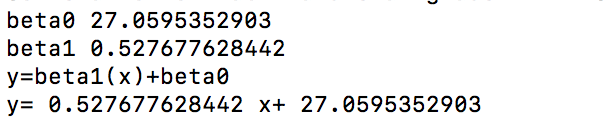 beta0 27.0595352903
beta1 0.527677628442
y=beta1(x)+beta0
y= 0.527677628442 x+ 27.0595352903